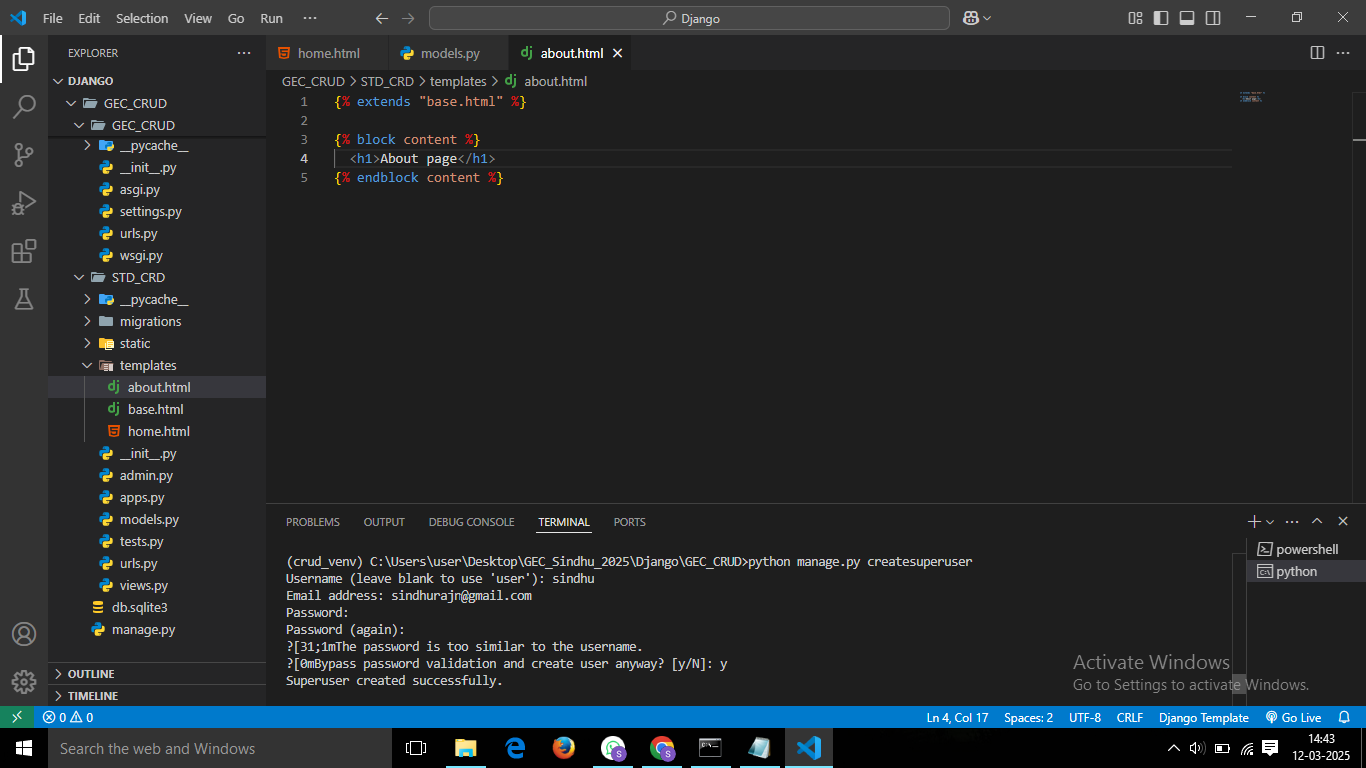 File Edit Selection View Go Run ··· Django
EXPLORER ···
DJANGO
GEC_CRUD
GEC_CRUD
__pycache__
__init__.py
asgi.py
settings.py
urls.py
wsgi.py
STD_CRD
__pycache__
migrations
static
templates
about.html
base.html
home.html
__init__.py
admin.py
apps.py
models.py
tests.py
urls.py
views.py
db.sqlite3
manage.py
OUTLINE
TIMELINE
home.html models.py about.html
GEC_CRUD > STD_CRD > templates > about.html
1 {% extends "base.html" %}
2
3 {% block content %}
4 <h1>About page</h1>
5 {% endblock content %}
PROBLEMS OUTPUT DEBUG CONSOLE TERMINAL PORTS
(crud_venv) C:\Users\user\Desktop\GEC_Sindhu_2025\Django\GEC_CRUD>python manage.py createsuperuser
Username (leave blank to use 'user'): sindhu
Email address: sindhurajn@gmail.com
Password:
Password (again):
?[31;1mThe password is too similar to the username.
?[0mBypass password validation and create user anyway? [y/N]: y
Superuser created successfully.
powershell
python
Activate Windows
Go to Settings to activate Windows.
0 0 Ln 4, Col 17 Spaces: 2 UTF-8 CRLF Django Template Go Live
Search the web and Windows
14:43
12-03-2025